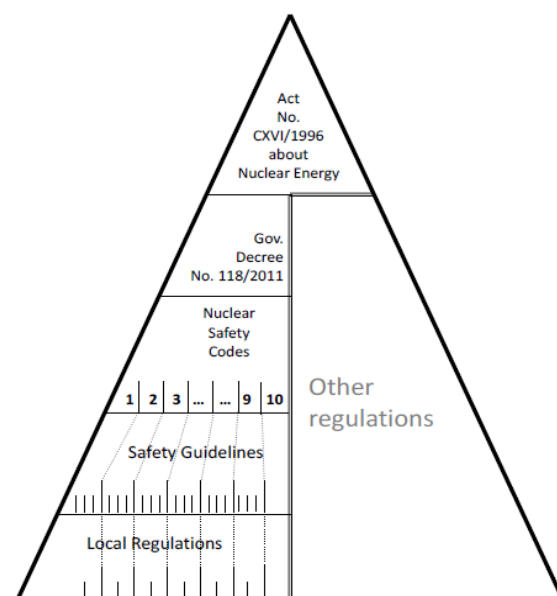 Act
No.
CXVI/1996
about
Nuclear Energy
Gov.
Decree
No. 118/2011
Nuclear
Safety
Codes
1 2 3 ... ... 9 10
Other
regulations
Safety Guidelines
Local Regulations